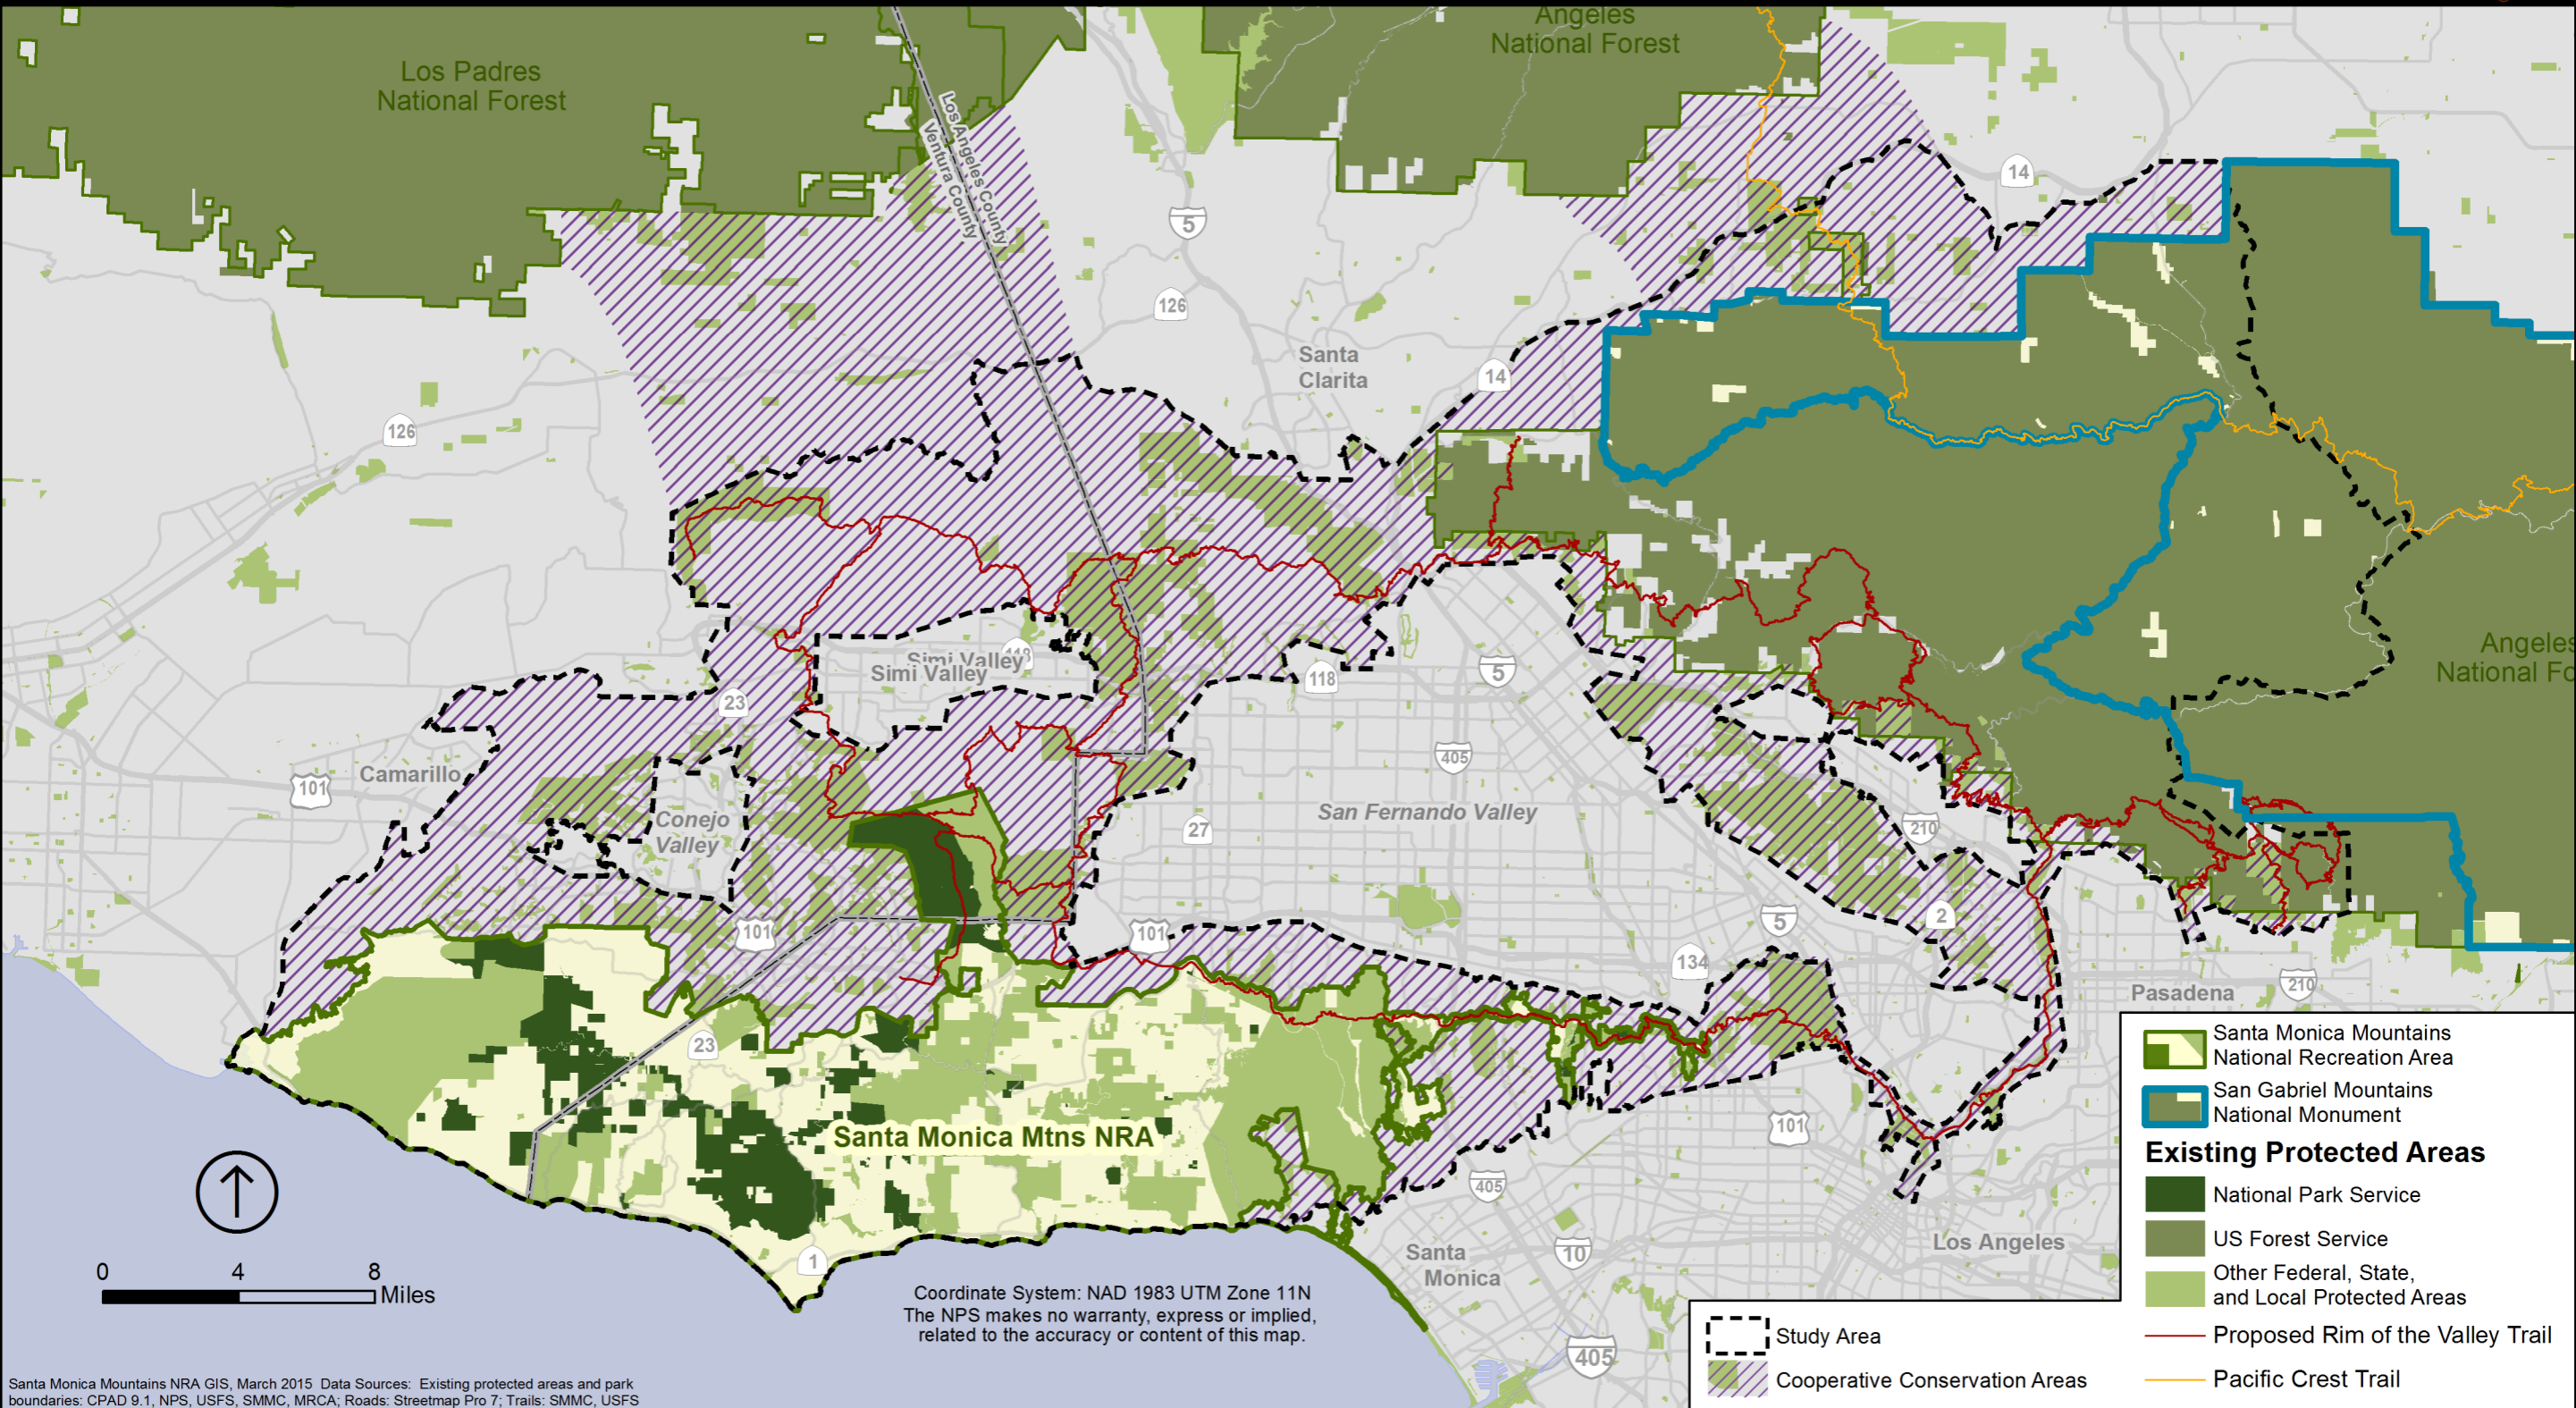 Los Padres
National Forest
Angeles
National Forest
Los Angeles County
Ventura County
14
5
126
Santa
Clarita
14
126
Angeles
National Fo
118
Simi Valley
Simi Valley
118
5
23
405
Camarillo
101
Conejo
Valley
San Fernando Valley
27
210
2
5
101
101
134
Pasadena
210
23
Santa Monica Mtns NRA
101
405
1
Santa
Monica
10
Los Angeles
405
0 4 8
Miles
Coordinate System: NAD 1983 UTM Zone 11N
The NPS makes no warranty, express or implied,
related to the accuracy or content of this map.
Santa Monica Mountains NRA GIS, March 2015 Data Sources: Existing protected areas and park
boundaries: CPAD 9.1, NPS, USFS, SMMC, MRCA; Roads: Streetmap Pro 7; Trails: SMMC, USFS
Santa Monica Mountains
National Recreation Area
San Gabriel Mountains
National Monument
Existing Protected Areas
National Park Service
US Forest Service
Other Federal, State,
and Local Protected Areas
Proposed Rim of the Valley Trail
Pacific Crest Trail
Study Area
Cooperative Conservation Areas